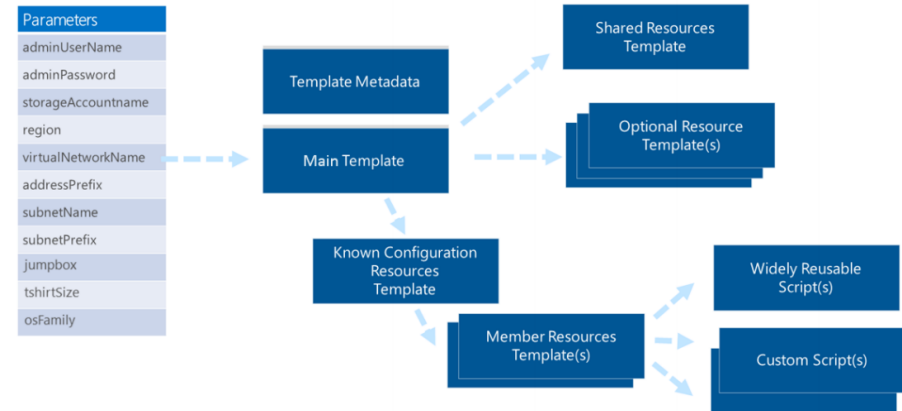 Parameters
adminUserName
adminPassword
storageAccountname
region
virtualNetworkName
addressPrefix
subnetName
subnetPrefix
jumpbox
tshirtSize
osFamily
Template Metadata
Main Template
Shared Resources
Template
Optional Resource
Template(s)
Known Configuration
Resources
Template
Member Resources
Template(s)
Widely Reusable
Script(s)
Custom Script(s)